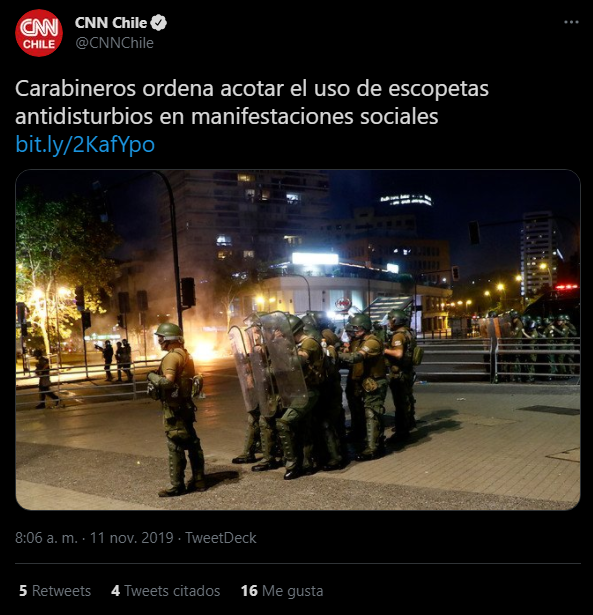 CNN
CHILE
CNN Chile
@CNNChile
Carabineros ordena acotar el uso de escopetas
antidisturbios en manifestaciones sociales
bit.ly/2KafYpo
8:06 a. m. · 11 nov. 2019 · TweetDeck
5 Retweets 4 Tweets citados 16 Me gusta